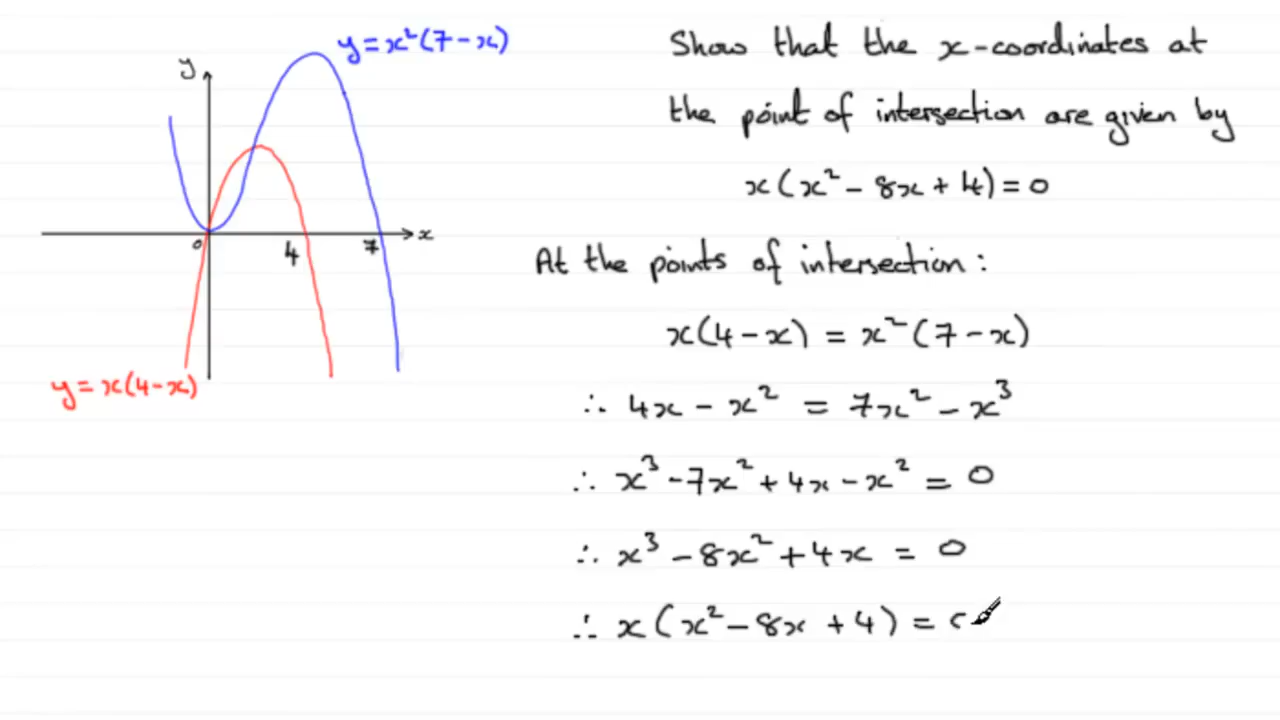 y = x²(7 - x)
y
x
0
4
7
y = x(4 - x)
Show that the x-coordinates at
the point of intersection are given by
x(x² - 8x + 4) = 0
At the points of intersection:
x(4 - x) = x²(7 - x)
∴ 4x - x² = 7x² - x³
∴ x³ - 7x² + 4x - x² = 0
∴ x³ - 8x² + 4x = 0
∴ x(x² - 8x + 4) =